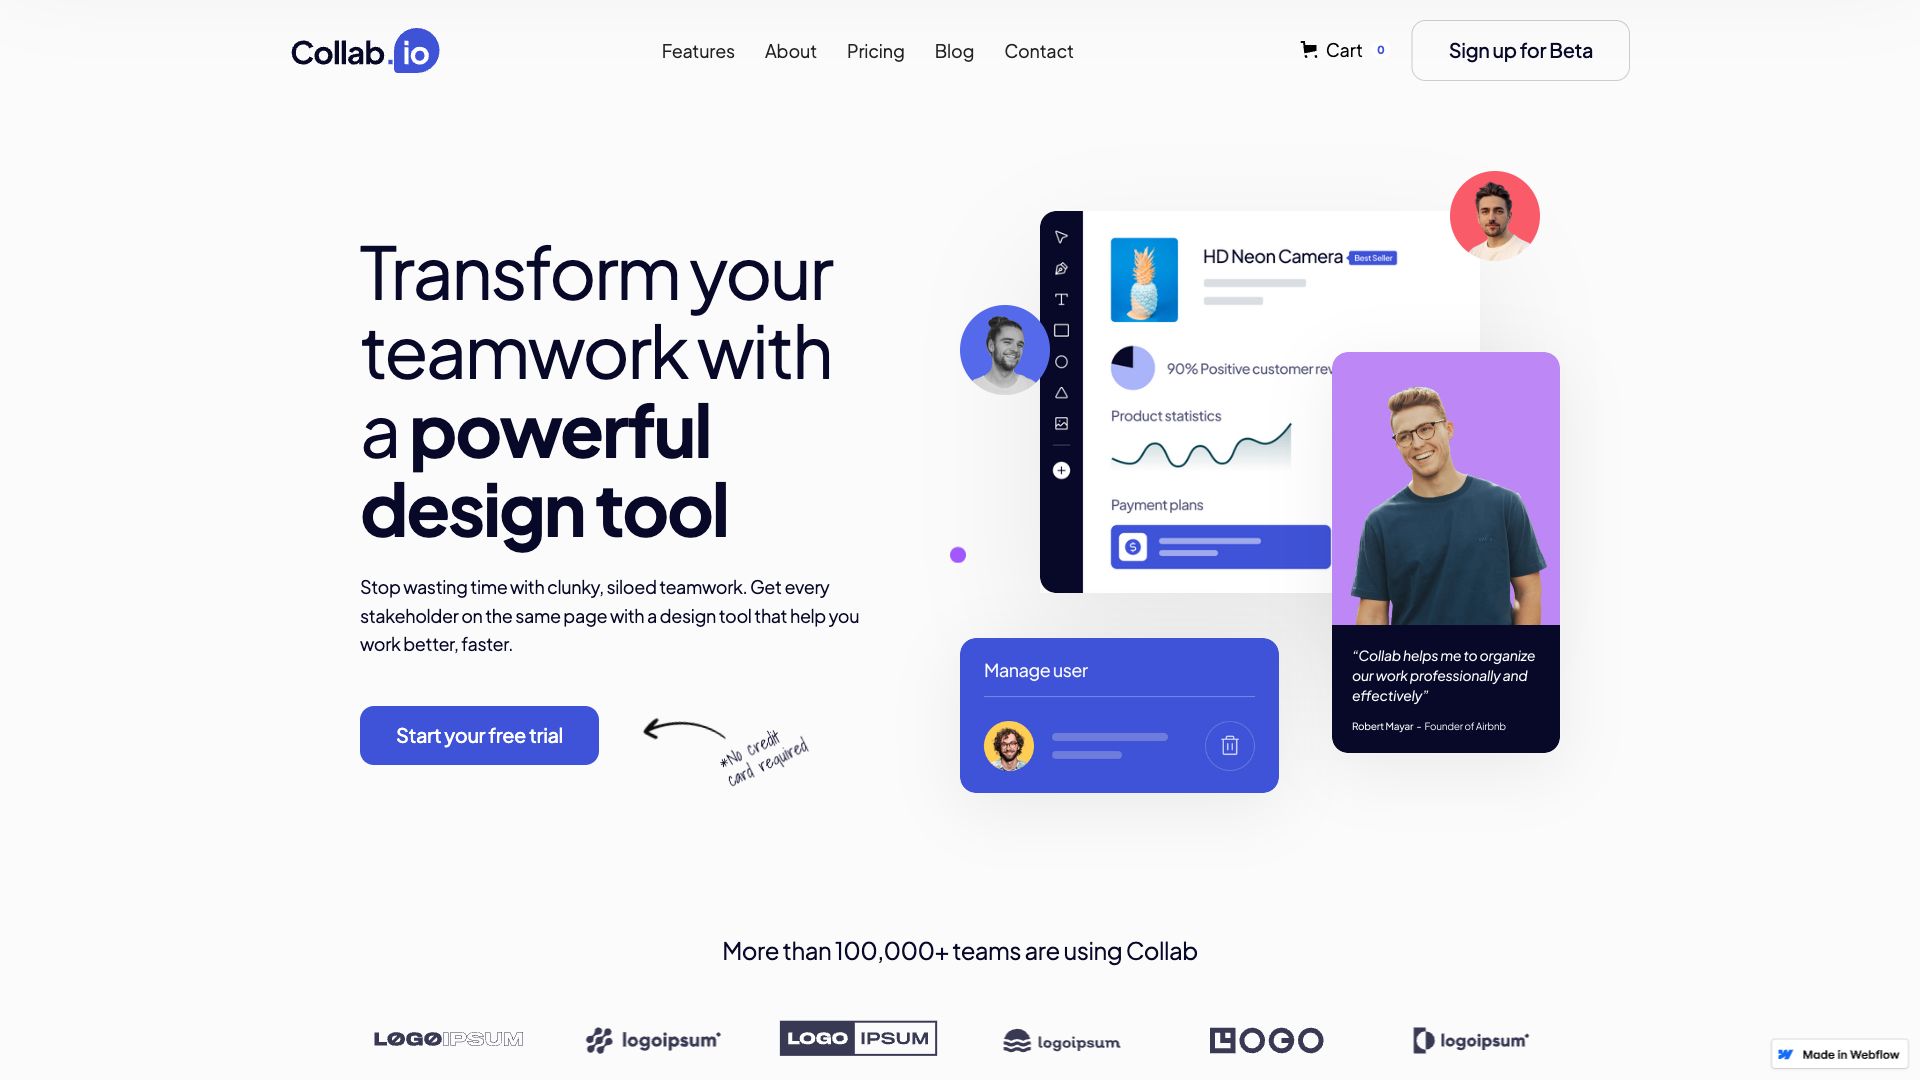 Collab.io
Features About Pricing Blog Contact
Cart 0
Sign up for Beta
Transform your
teamwork with
a powerful
design tool
Stop wasting time with clunky, siloed teamwork. Get every
stakeholder on the same page with a design tool that help you
work better, faster.
Start your free trial
*No credit
card required
HD Neon Camera Best Seller
90% Positive customer rev
Product statistics
Payment plans
Manage user
“Collab helps me to organize
our work professionally and
effectively”
Robert Mayar - Founder of Airbnb
More than 100,000+ teams are using Collab
LOGOIPSUM logoipsum LOGO IPSUM logoipsum LOGO logoipsum
Made in Webflow